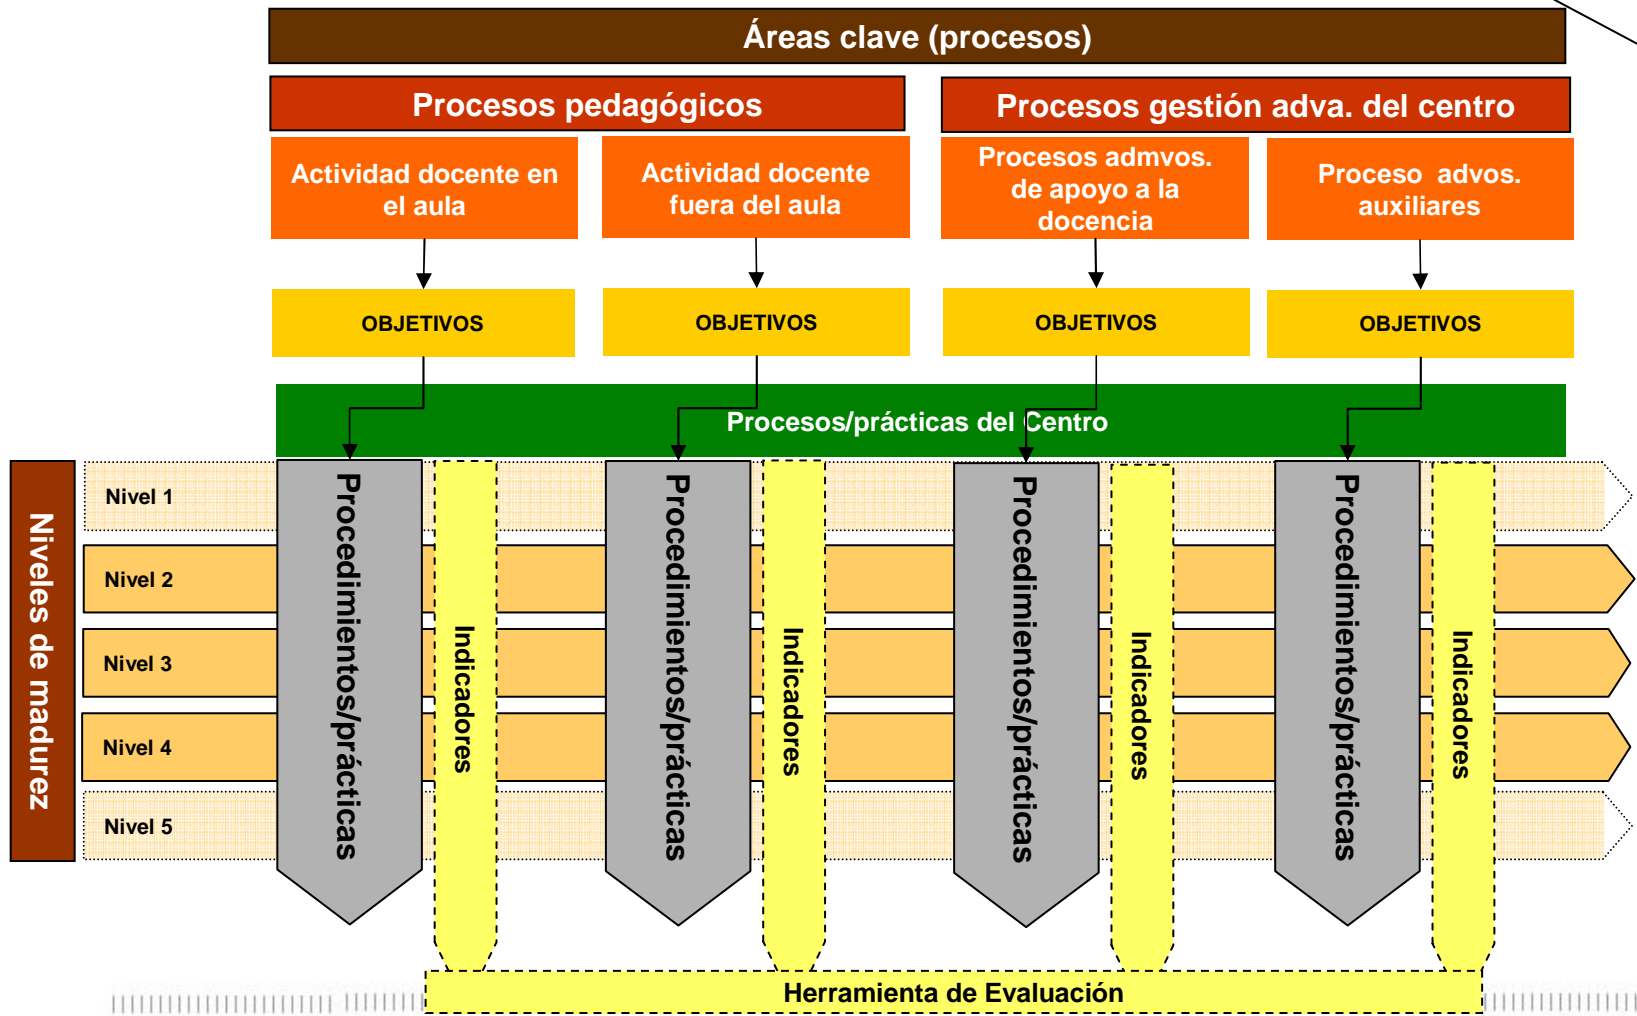 Áreas clave (procesos)
Procesos pedagógicos
Procesos gestión adva. del centro
Actividad docente en
el aula
Actividad docente
fuera del aula
Procesos admvos.
de apoyo a la
docencia
Proceso  advos.
auxiliares
OBJETIVOS
OBJETIVOS
OBJETIVOS
OBJETIVOS
Procesos/prácticas del Centro
Niveles de madurez
Nivel 1
Nivel 2
Nivel 3
Nivel 4
Nivel 5
Procedimientos/prácticas
Indicadores
Procedimientos/prácticas
Indicadores
Procedimientos/prácticas
Indicadores
Procedimientos/prácticas
Indicadores
Herramienta de Evaluación